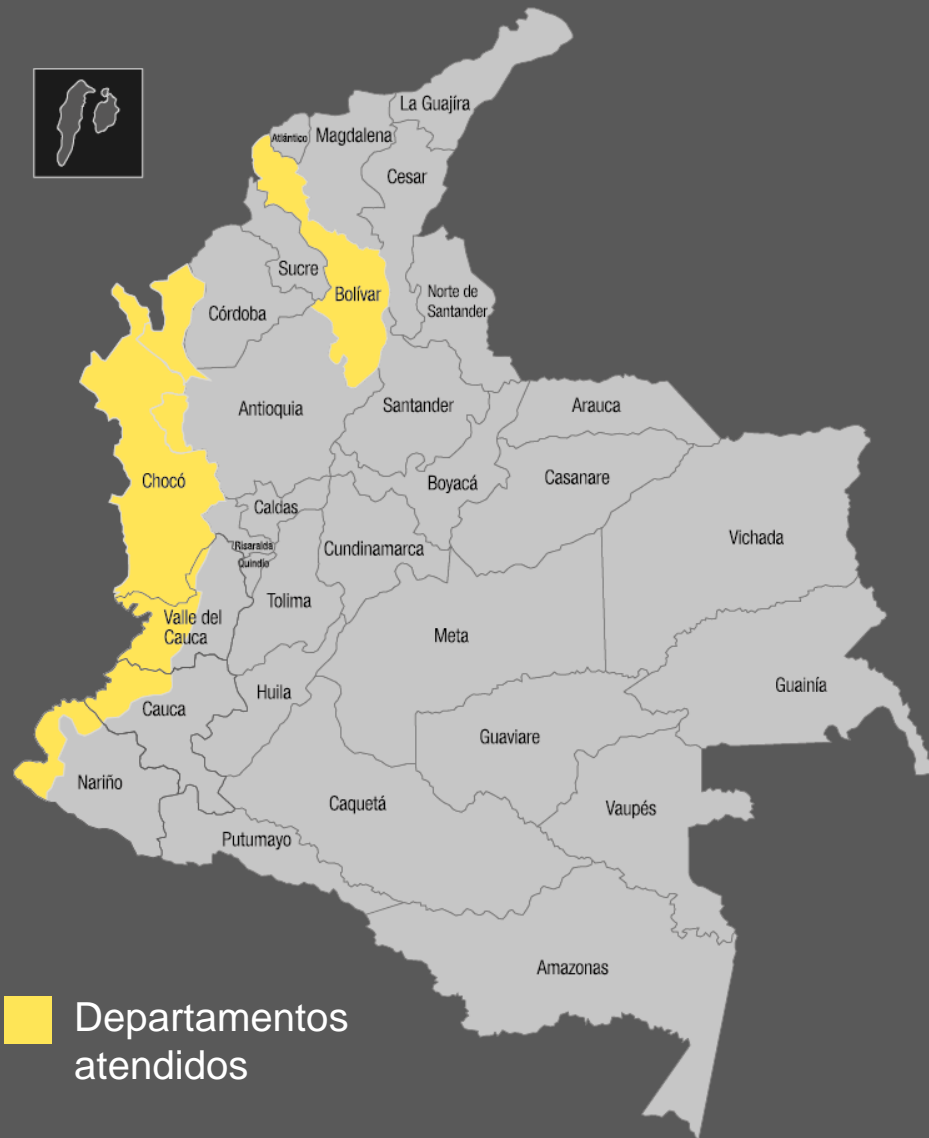 La Guajíra
Atlántico
Magdalena
Cesar
Sucre
Bolívar
Norte de
Santander
Córdoba
Antioquia
Santander
Arauca
Chocó
Boyacá
Casanare
Caldas
Vichada
Risaralda
Cundinamarca
Quindío
Tolima
Valle del
Cauca
Meta
Guainía
Huila
Cauca
Guaviare
Nariño
Caquetá
Vaupés
Putumayo
Amazonas
Departamentos
atendidos